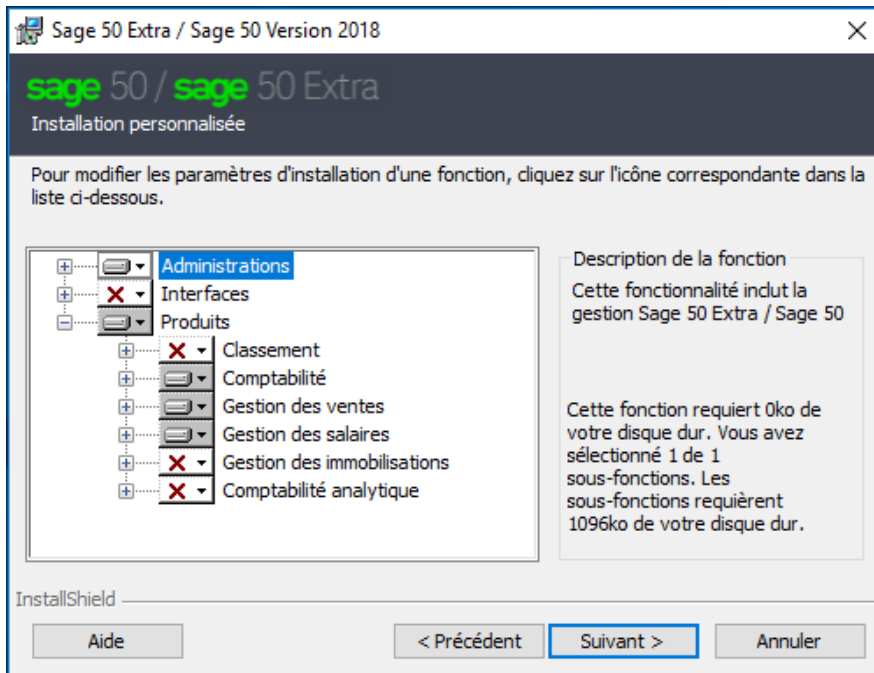 Sage 50 Extra / Sage 50 Version 2018
sage 50 / sage 50 Extra
Installation personnalisée
Pour modifier les paramètres d'installation d'une fonction, cliquez sur l'icône correspondante dans la
liste ci-dessous.
Administrations
Interfaces
Produits
Classement
Comptabilité
Gestion des ventes
Gestion des salaires
Gestion des immobilisations
Comptabilité analytique
Description de la fonction
Cette fonctionnalité inclut la
gestion Sage 50 Extra / Sage 50
Cette fonction requiert 0ko de
votre disque dur. Vous avez
sélectionné 1 de 1
sous-fonctions. Les
sous-fonctions requièrent
1096ko de votre disque dur.
InstallShield
Aide
< Précédent
Suivant >
Annuler